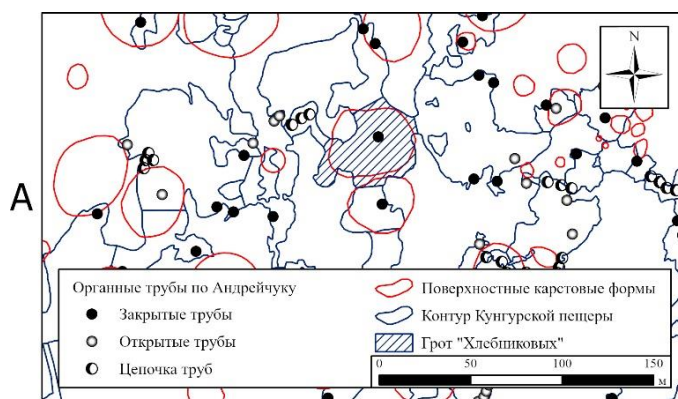 N
А
Органные трубы по Андрейчуку
Закрытые трубы
Открытые трубы
Цепочка труб
Поверхностные карстовые формы
Контур Кунгурской пещеры
Грот "Хлебниковых"
0 50 100 150
м